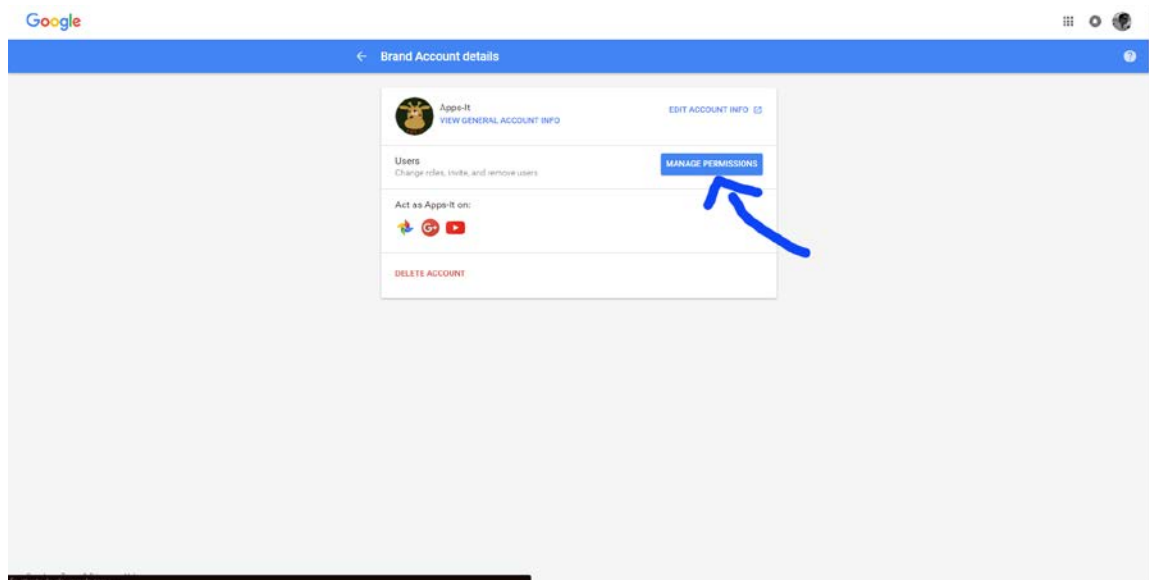 Google
Brand Account details
Apps-It
VIEW GENERAL ACCOUNT INFO
EDIT ACCOUNT INFO
Users
Change roles, invite, and remove users
MANAGE PERMISSIONS
Act as Apps-It on:
G+
DELETE ACCOUNT